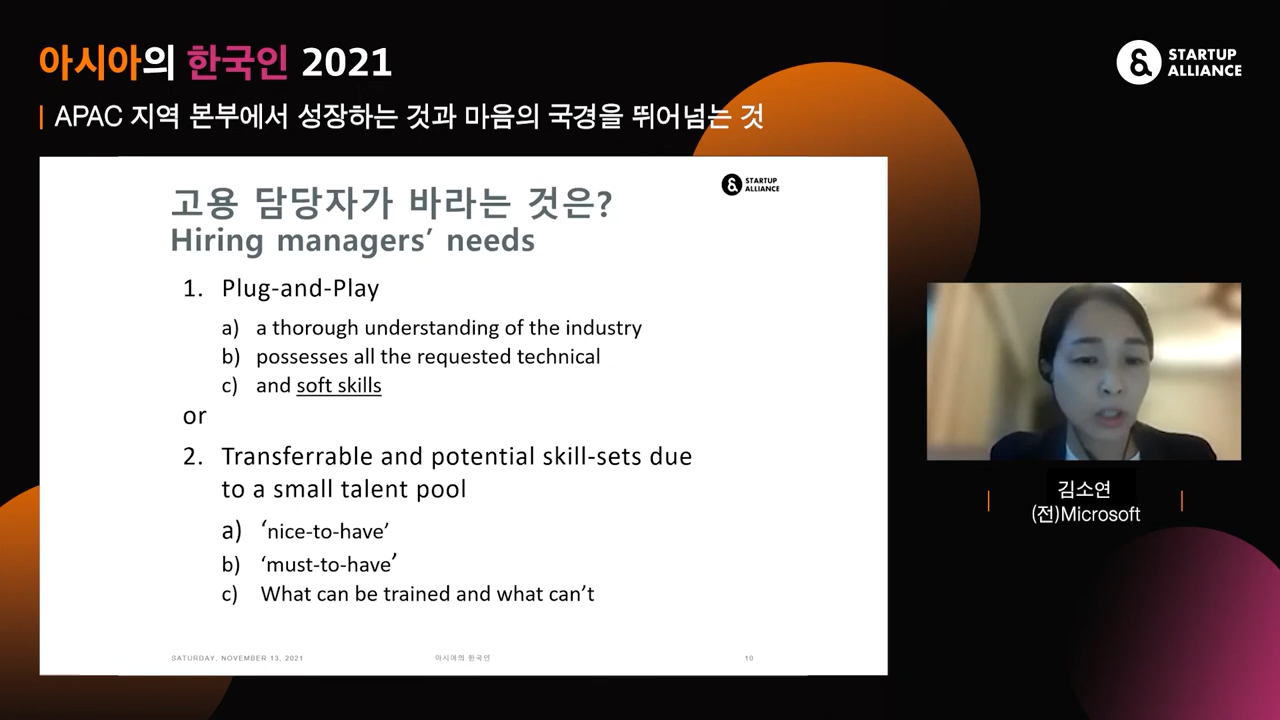 아시아의 한국인 2021
STARTUP
ALLIANCE
APAC 지역 본부에서 성장하는 것과 마음의 국경을 뛰어넘는 것
STARTUP
ALLIANCE
고용 담당자가 바라는 것은?
Hiring managers’ needs
1. Plug-and-Play
a) a thorough understanding of the industry
b) possesses all the requested technical
c) and soft skills
or
2. Transferrable and potential skill-sets due
to a small talent pool
a) ‘nice-to-have’
b) ‘must-to-have’
c) What can be trained and what can’t
SATURDAY, NOVEMBER 13, 2021 아시아의 한국인 10
김소연
(전)Microsoft